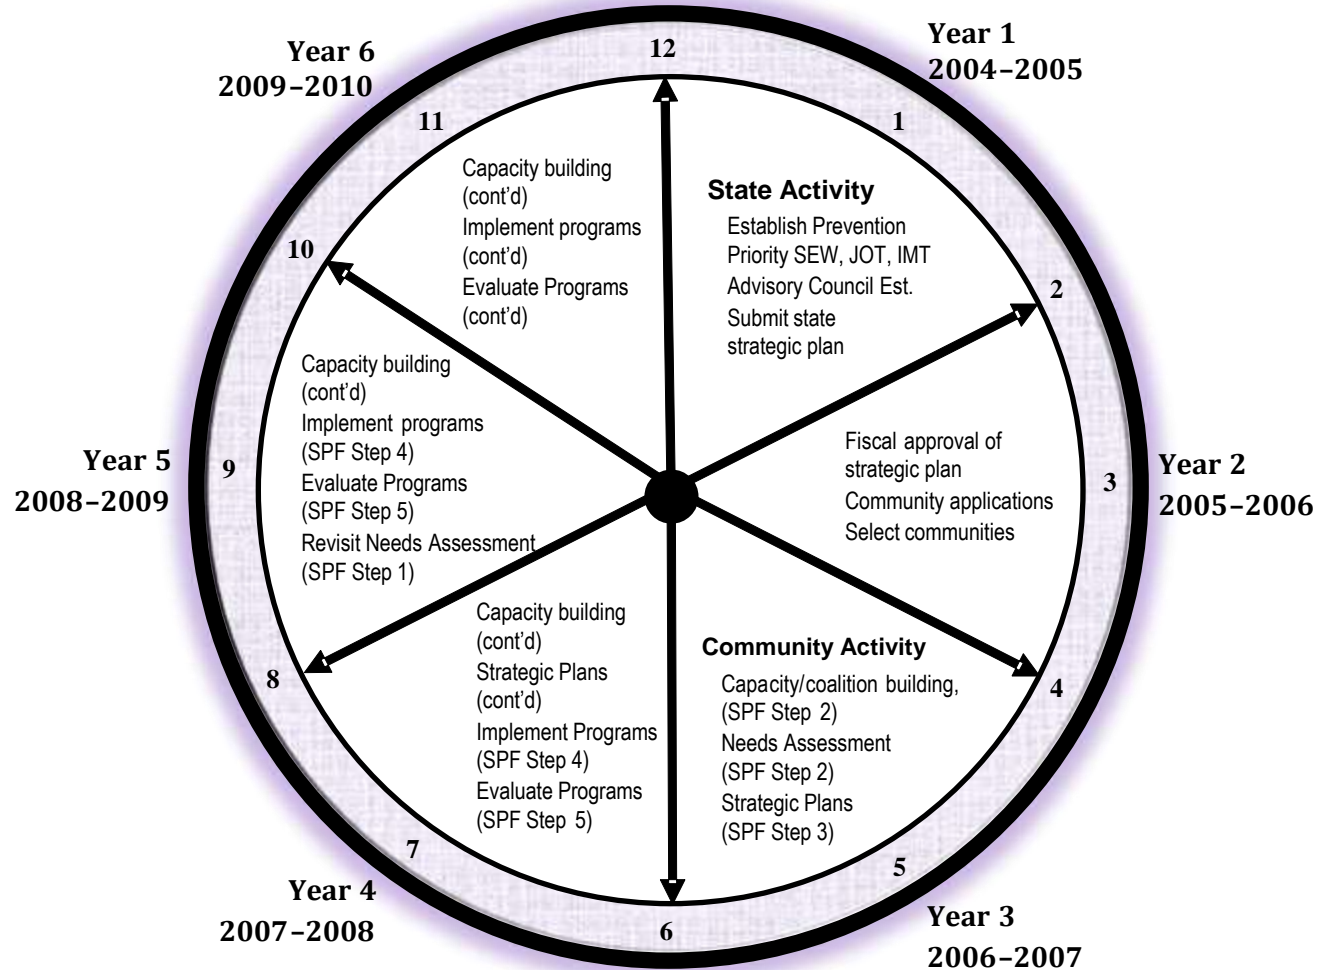 12
Year 1
2004–2005
1
State Activity
Establish Prevention
Priority SEW, JOT, IMT
Advisory Council Est.
Submit state
strategic plan
2
Fiscal approval of
strategic plan
Community applications
Select communities
3
Year 2
2005–2006
4
Community Activity
Capacity/coalition building,
(SPF Step 2)
Needs Assessment
(SPF Step 2)
Strategic Plans
(SPF Step 3)
5
Year 3
2006–2007
6
Capacity building
(cont’d)
Strategic Plans
(cont’d)
Implement Programs
(SPF Step 4)
Evaluate Programs
(SPF Step 5)
7
Year 4
2007–2008
8
Capacity building
(cont’d)
Implement programs
(SPF Step 4)
Evaluate Programs
(SPF Step 5)
Revisit Needs Assessment
(SPF Step 1)
9
Year 5
2008–2009
10
Capacity building
(cont’d)
Implement programs
(cont’d)
Evaluate Programs
(cont’d)
11
Year 6
2009–2010